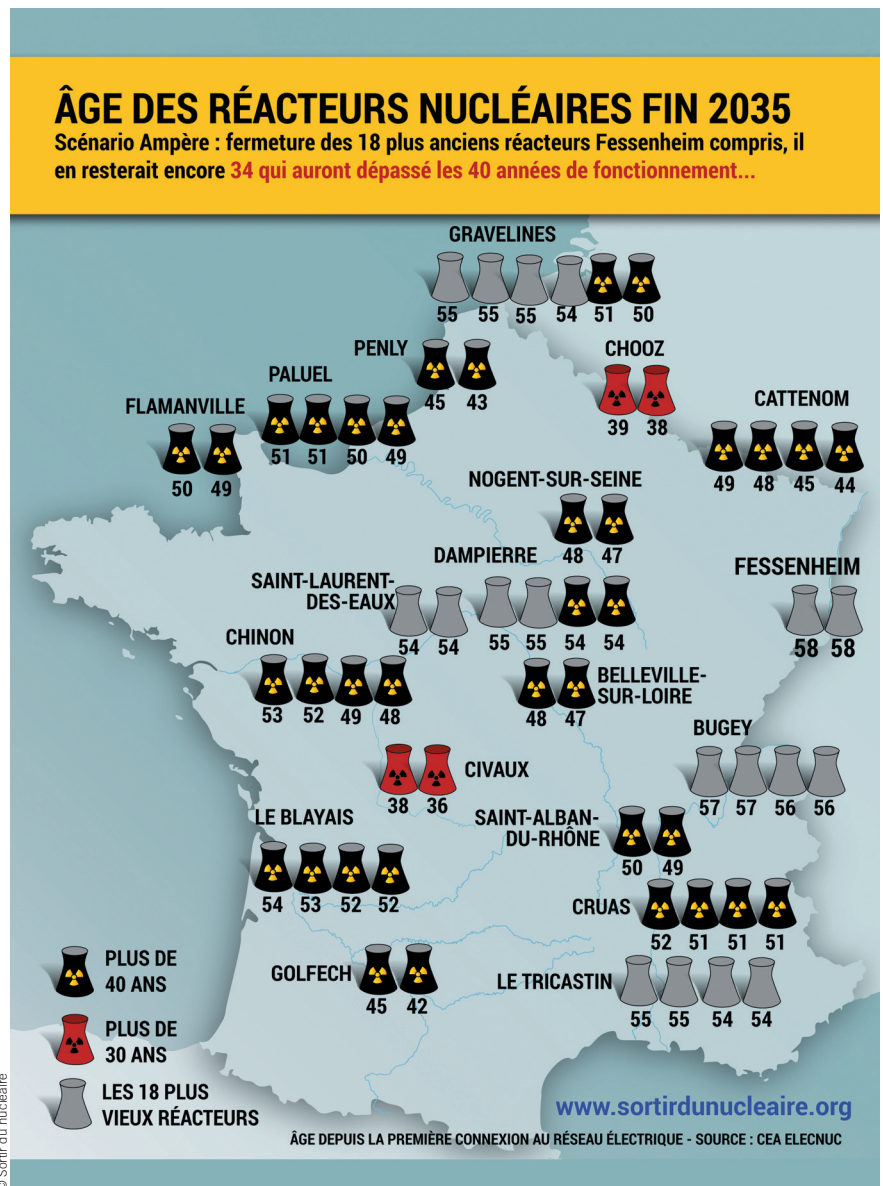 ÂGE DES RÉACTEURS NUCLÉAIRES FIN 2035
Scénario Ampère : fermeture des 18 plus anciens réacteurs Fessenheim compris, il
en resterait encore 34 qui auront dépassé les 40 années de fonctionnement...
GRAVELINES
55 55 55 54 51 50
PENLY
45 43
CHOOZ
39 38
PALUEL
51 51 50 49
FLAMANVILLE
50 49
CATTENOM
49 48 45 44
NOGENT-SUR-SEINE
48 47
DAMPIERRE
55 55 54 54
SAINT-LAURENT-
DES-EAUX
54 54
FESSENHEIM
58 58
CHINON
53 52 49 48
BELLEVILLE-
SUR-LOIRE
48 47
BUGEY
57 57 56 56
CIVAUX
38 36
SAINT-ALBAN-
DU-RHÔNE
50 49
LE BLAYAIS
54 53 52 52
CRUAS
52 51 51 51
GOLFECH
45 42
LE TRICASTIN
55 55 54 54
PLUS DE
40 ANS
PLUS DE
30 ANS
LES 18 PLUS
VIEUX RÉACTEURS
www.sortirdunucleaire.org
ÂGE DEPUIS LA PREMIÈRE CONNEXION AU RÉSEAU ÉLECTRIQUE - SOURCE : CEA ELECNUC
© Sortir du nucléaire